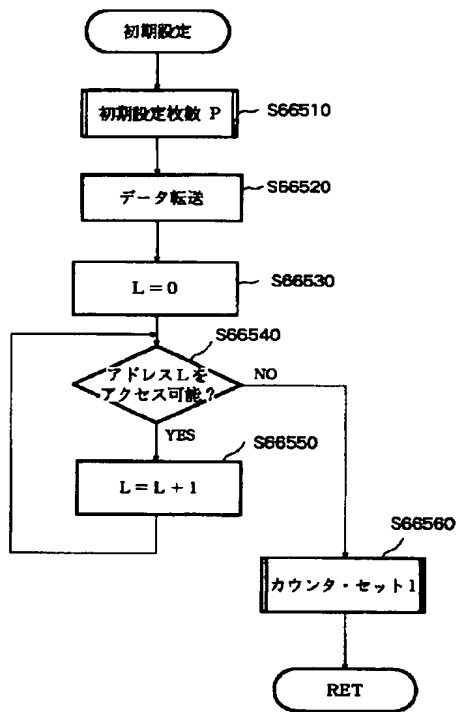 初期設定
初期設定枚数 P
S66510
データ転送
S66520
L=0
S66530
S66540
アドレスLを
アクセス可能?
NO
YES
S66550
L=L+1
S66560
カウンタ・セット1
RET